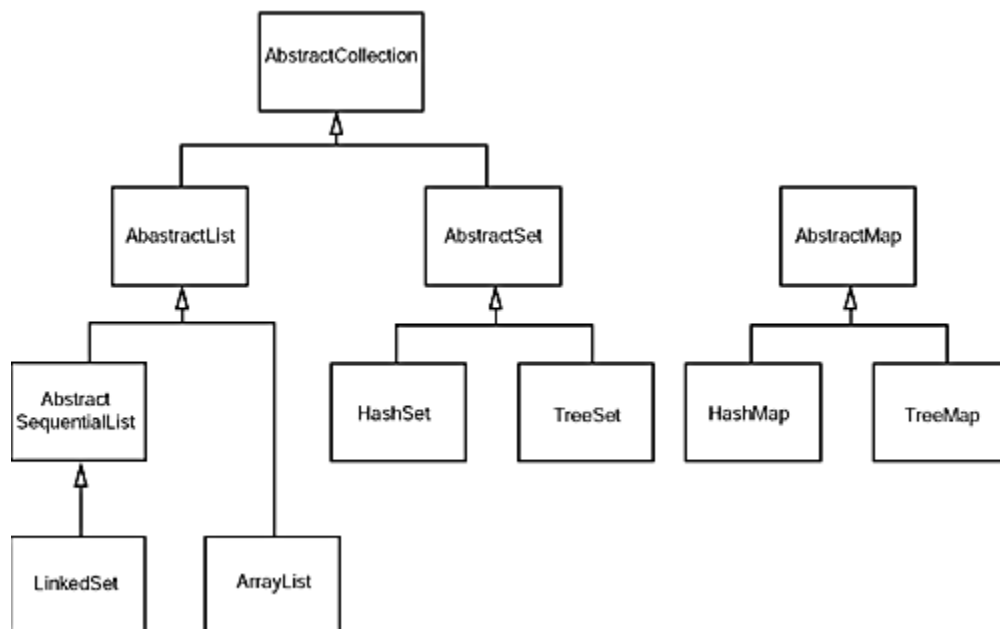 AbstractCollection
AbastractList
AbstractSet
AbstractMap
Abstract
SequentialList
HashSet
TreeSet
HashMap
TreeMap
LinkedSet
ArrayList